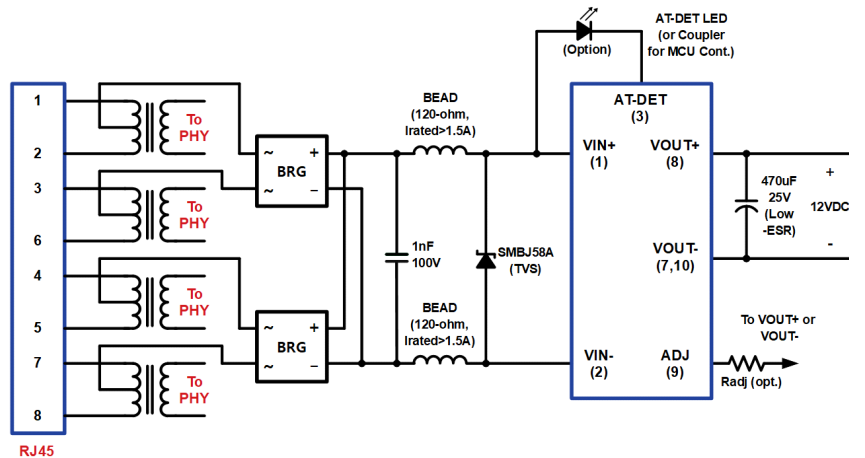 AT-DET LED
(or Coupler
for MCU Cont.)
(Option)
1
2
3
6
4
5
7
8
RJ45
To
PHY
To
PHY
To
PHY
To
PHY
~
~
BRG
+
–
~
~
BRG
+
–
BEAD
(120-ohm,
Irated>1.5A)
1nF
100V
SMBJ58A
(TVS)
BEAD
(120-ohm,
Irated>1.5A)
AT-DET
(3)
VIN+
(1)
VOUT+
(8)
VOUT-
(7,10)
VIN-
(2)
ADJ
(9)
470uF
25V
(Low
-ESR)
+
12VDC
-
To VOUT+ or
VOUT-
Radj (opt.)